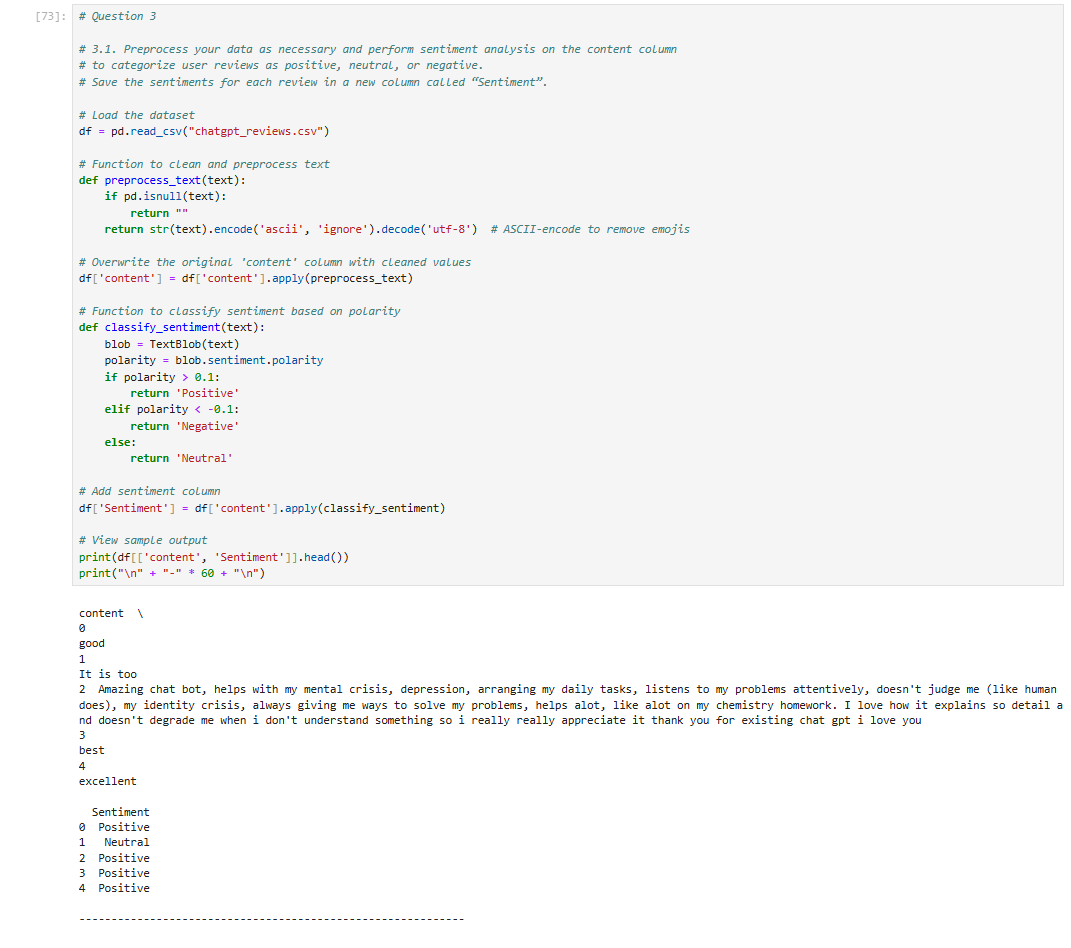 [73]: # Question 3
# 3.1. Preprocess your data as necessary and perform sentiment analysis on the content column
# to categorize user reviews as positive, neutral, or negative.
# Save the sentiments for each review in a new column called “Sentiment”.
# Load the dataset
df = pd.read_csv("chatgpt_reviews.csv")
# Function to clean and preprocess text
def preprocess_text(text):
    if pd.isnull(text):
        return ""
    return str(text).encode('ascii', 'ignore').decode('utf-8')  # ASCII-encode to remove emojis
# Overwrite the original 'content' column with cleaned values
df['content'] = df['content'].apply(preprocess_text)
# Function to classify sentiment based on polarity
def classify_sentiment(text):
    blob = TextBlob(text)
    polarity = blob.sentiment.polarity
    if polarity > 0.1:
        return 'Positive'
    elif polarity < -0.1:
        return 'Negative'
    else:
        return 'Neutral'
# Add sentiment column
df['Sentiment'] = df['content'].apply(classify_sentiment)
# View sample output
print(df[['content', 'Sentiment']].head())
print("\n" + "-" * 60 + "\n")
content  \
0
good
1
It is too
2  Amazing chat bot, helps with my mental crisis, depression, arranging my daily tasks, listens to my problems attentively, doesn't judge me (like human
does), my identity crisis, always giving me ways to solve my problems, helps alot, like alot on my chemistry homework. I love how it explains so detail a
nd doesn't degrade me when i don't understand something so i really really appreciate it thank you for existing chat gpt i love you
3
best
4
excellent
  Sentiment
0  Positive
1   Neutral
2  Positive
3  Positive
4  Positive
------------------------------------------------------------